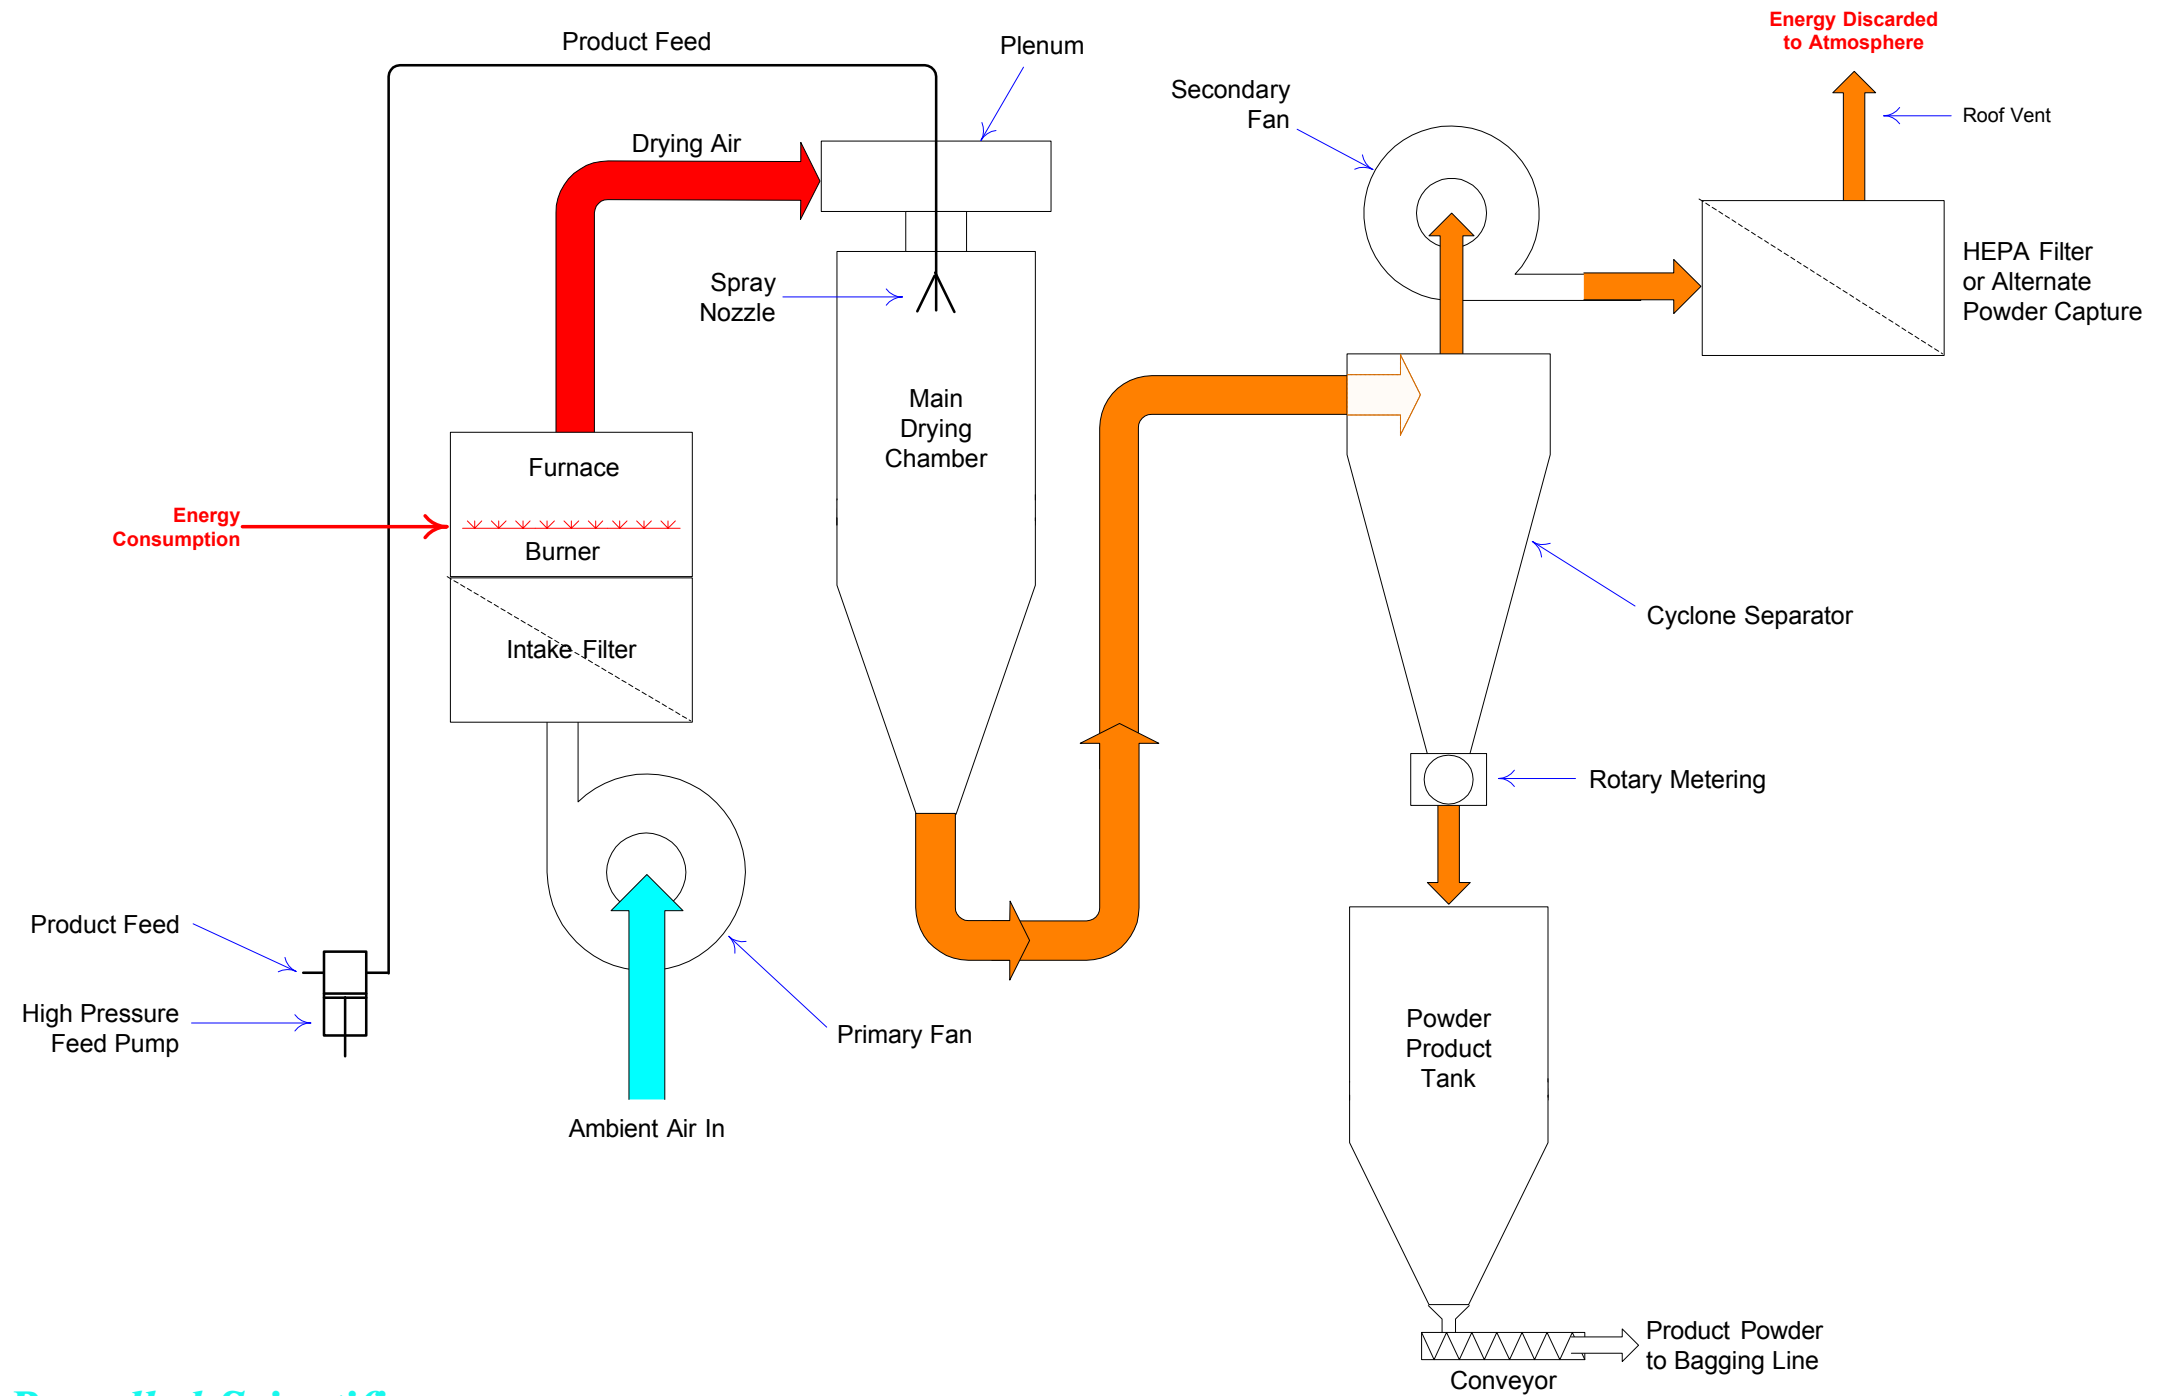 Energy Discarded
to Atmosphere
Product Feed
Plenum
Secondary
Fan
Roof Vent
Drying Air
HEPA Filter
or Alternate
Powder Capture
Spray
Nozzle
Main
Drying
Chamber
Furnace
Energy
Consumption
Burner
Cyclone Separator
Intake Filter
Rotary Metering
Product Feed
High Pressure
Feed Pump
Primary Fan
Powder
Product
Tank
Ambient Air In
Product Powder
to Bagging Line
Conveyor